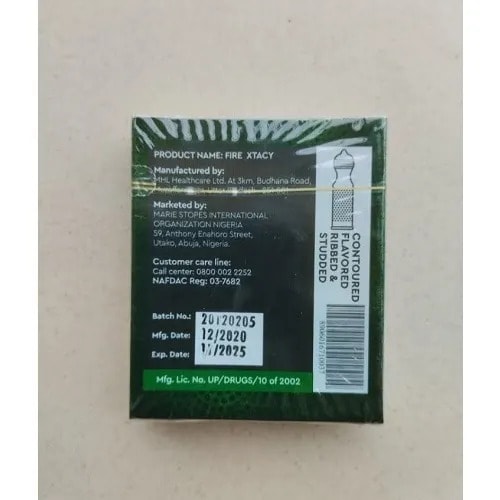 PRODUCT NAME: FIRE XTACY
Manufactured by:
MHL Healthcare Ltd. At 3km, Budhana Road,
Marketed by:
MARIE STOPES INTERNATIONAL
ORGANIZATION NIGERIA
59, Anthony Enahoro Street,
Utako, Abuja, Nigeria.
Customer care line:
Call center: 0800 002 2252
NAFDAC Reg: 03-7682
Batch No.: 20120205
Mfg. Date: 12/2020
Exp. Date: 11/2025
Mfg. Lic. No. UP/DRUGS/10 of 2002
CONTOURED
FLAVORED
RIBBED &
STUDDED